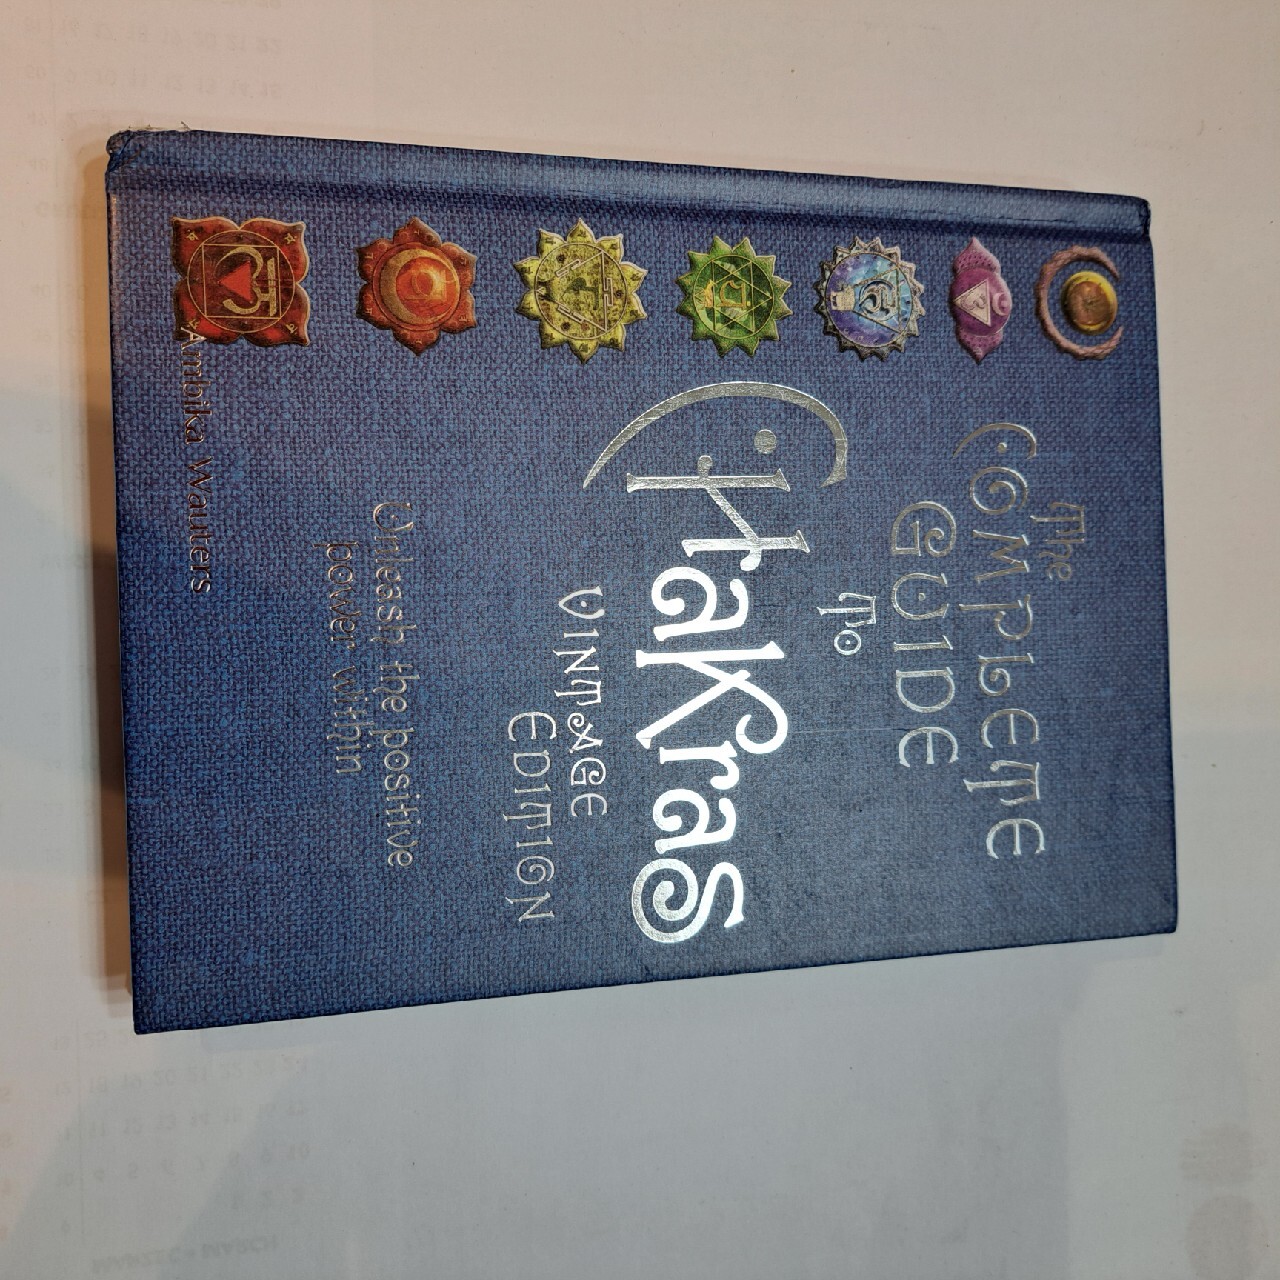 The
COMPLETE
GUIDE
TO
CHakras
VINTAGE
EDITION
Unleash the positive
power within
Ambika Wauters